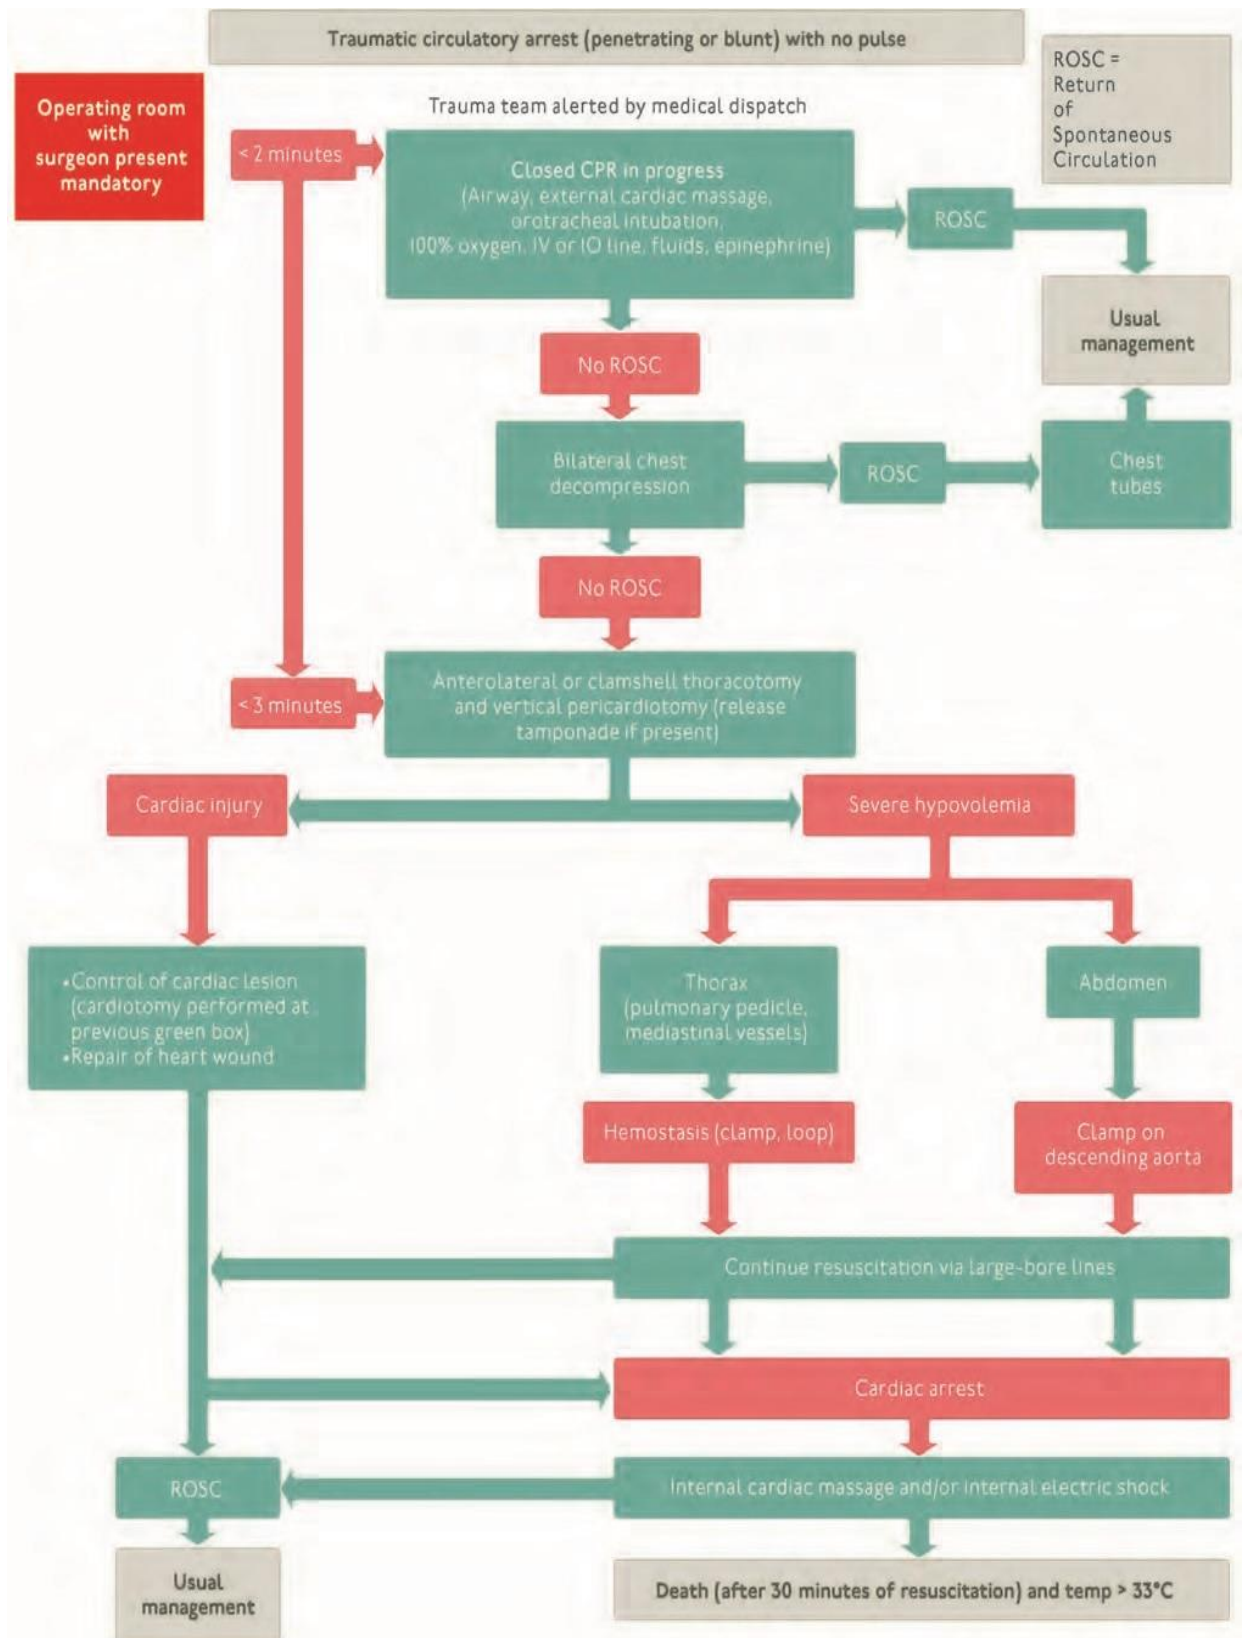 Traumatic circulatory arrest (penetrating or blunt) with no pulse
ROSC =
Return
of
Spontaneous
Circulation
Operating room
with
surgeon present
mandatory
Trauma team alerted by medical dispatch
< 2 minutes
Closed CPR in progress
(Airway, external cardiac massage,
orotracheal intubation,
100% oxygen, IV or IO line, fluids, epinephrine)
ROSC
Usual
management
No ROSC
Bilateral chest
decompression
ROSC
Chest
tubes
No ROSC
< 3 minutes
Anterolateral or clamshell thoracotomy
and vertical pericardiotomy (release
tamponade if present)
Cardiac injury
Severe hypovolemia
•Control of cardiac lesion
(cardiotomy performed at
previous green box)
•Repair of heart wound
Thorax
(pulmonary pedicle,
mediastinal vessels)
Abdomen
Hemostasis (clamp, loop)
Clamp on
descending aorta
Continue resuscitation via large-bore lines
Cardiac arrest
ROSC
Internal cardiac massage and/or internal electric shock
Usual
management
Death (after 30 minutes of resuscitation) and temp > 33°C